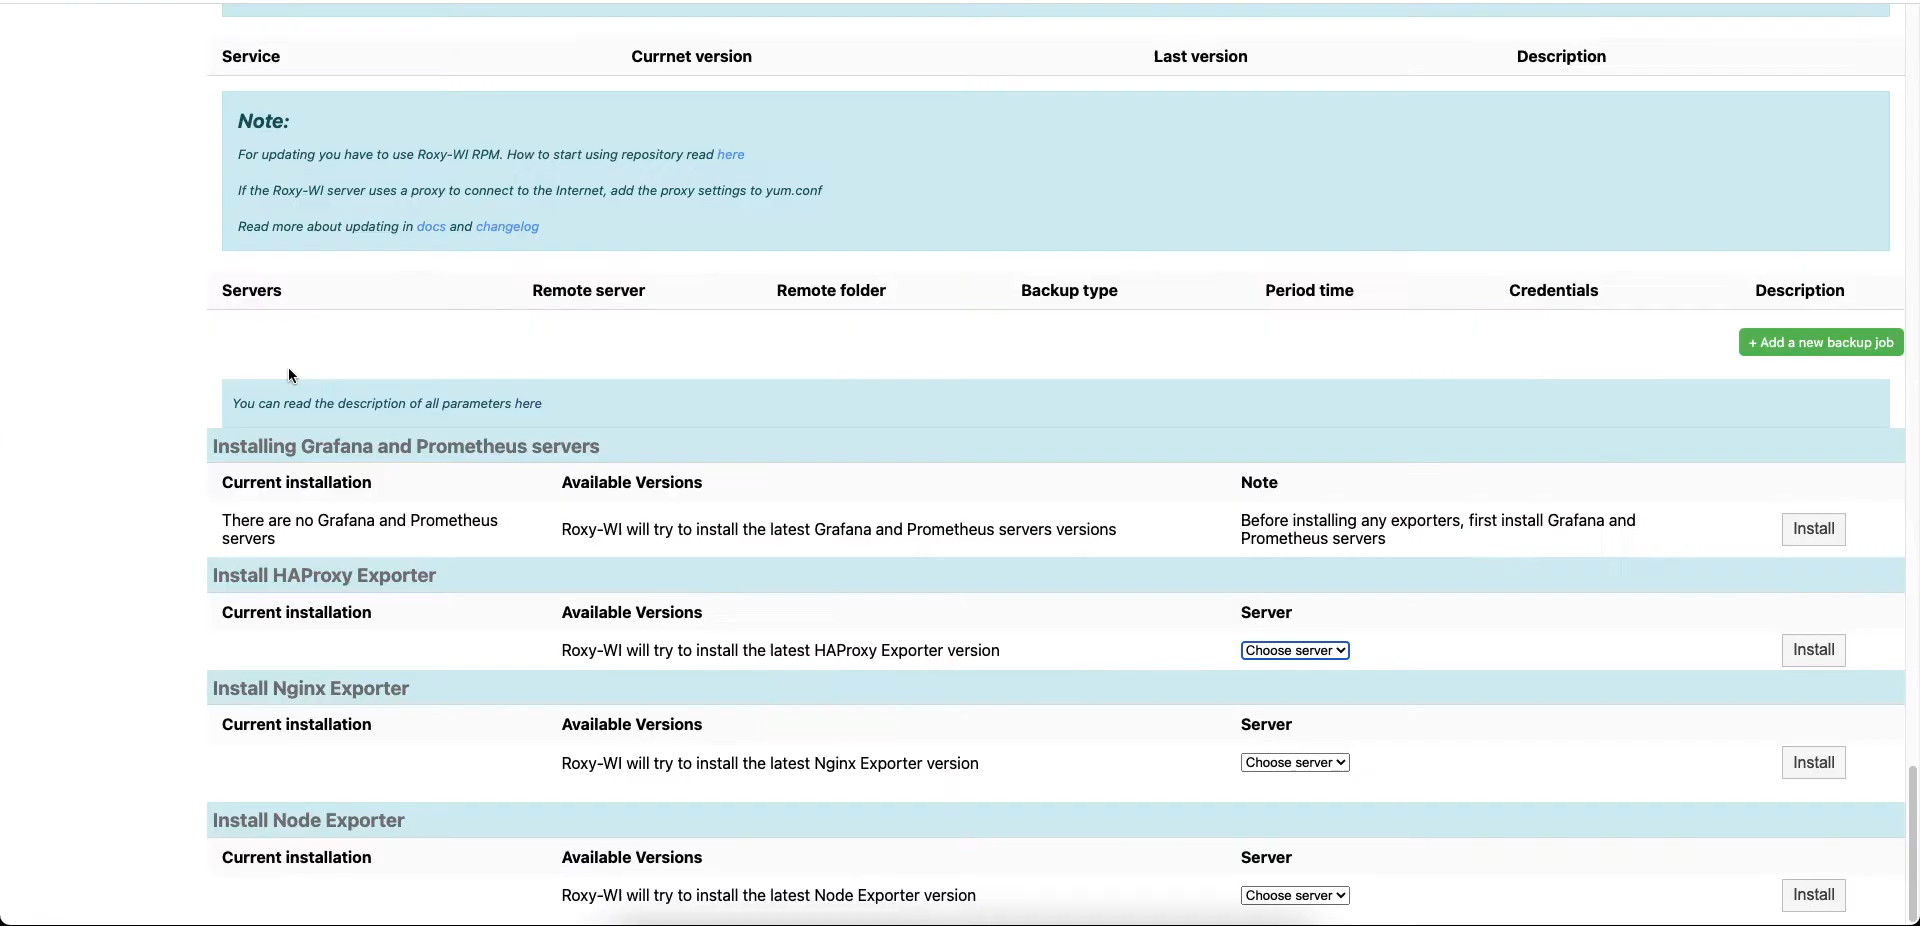 Service Currnet version Last version Description
Note:
For updating you have to use Roxy-WI RPM. How to start using repository read here
If the Roxy-WI server uses a proxy to connect to the Internet, add the proxy settings to yum.conf
Read more about updating in docs and changelog
Servers Remote server Remote folder Backup type Period time Credentials Description
+ Add a new backup job
You can read the description of all parameters here
Installing Grafana and Prometheus servers
Current installation Available Versions Note
There are no Grafana and Prometheus
servers
Roxy-WI will try to install the latest Grafana and Prometheus servers versions
Before installing any exporters, first install Grafana and
Prometheus servers
Install
Install HAProxy Exporter
Current installation Available Versions Server
Roxy-WI will try to install the latest HAProxy Exporter version Choose server Install
Install Nginx Exporter
Current installation Available Versions Server
Roxy-WI will try to install the latest Nginx Exporter version Choose server Install
Install Node Exporter
Current installation Available Versions Server
Roxy-WI will try to install the latest Node Exporter version Choose server Install